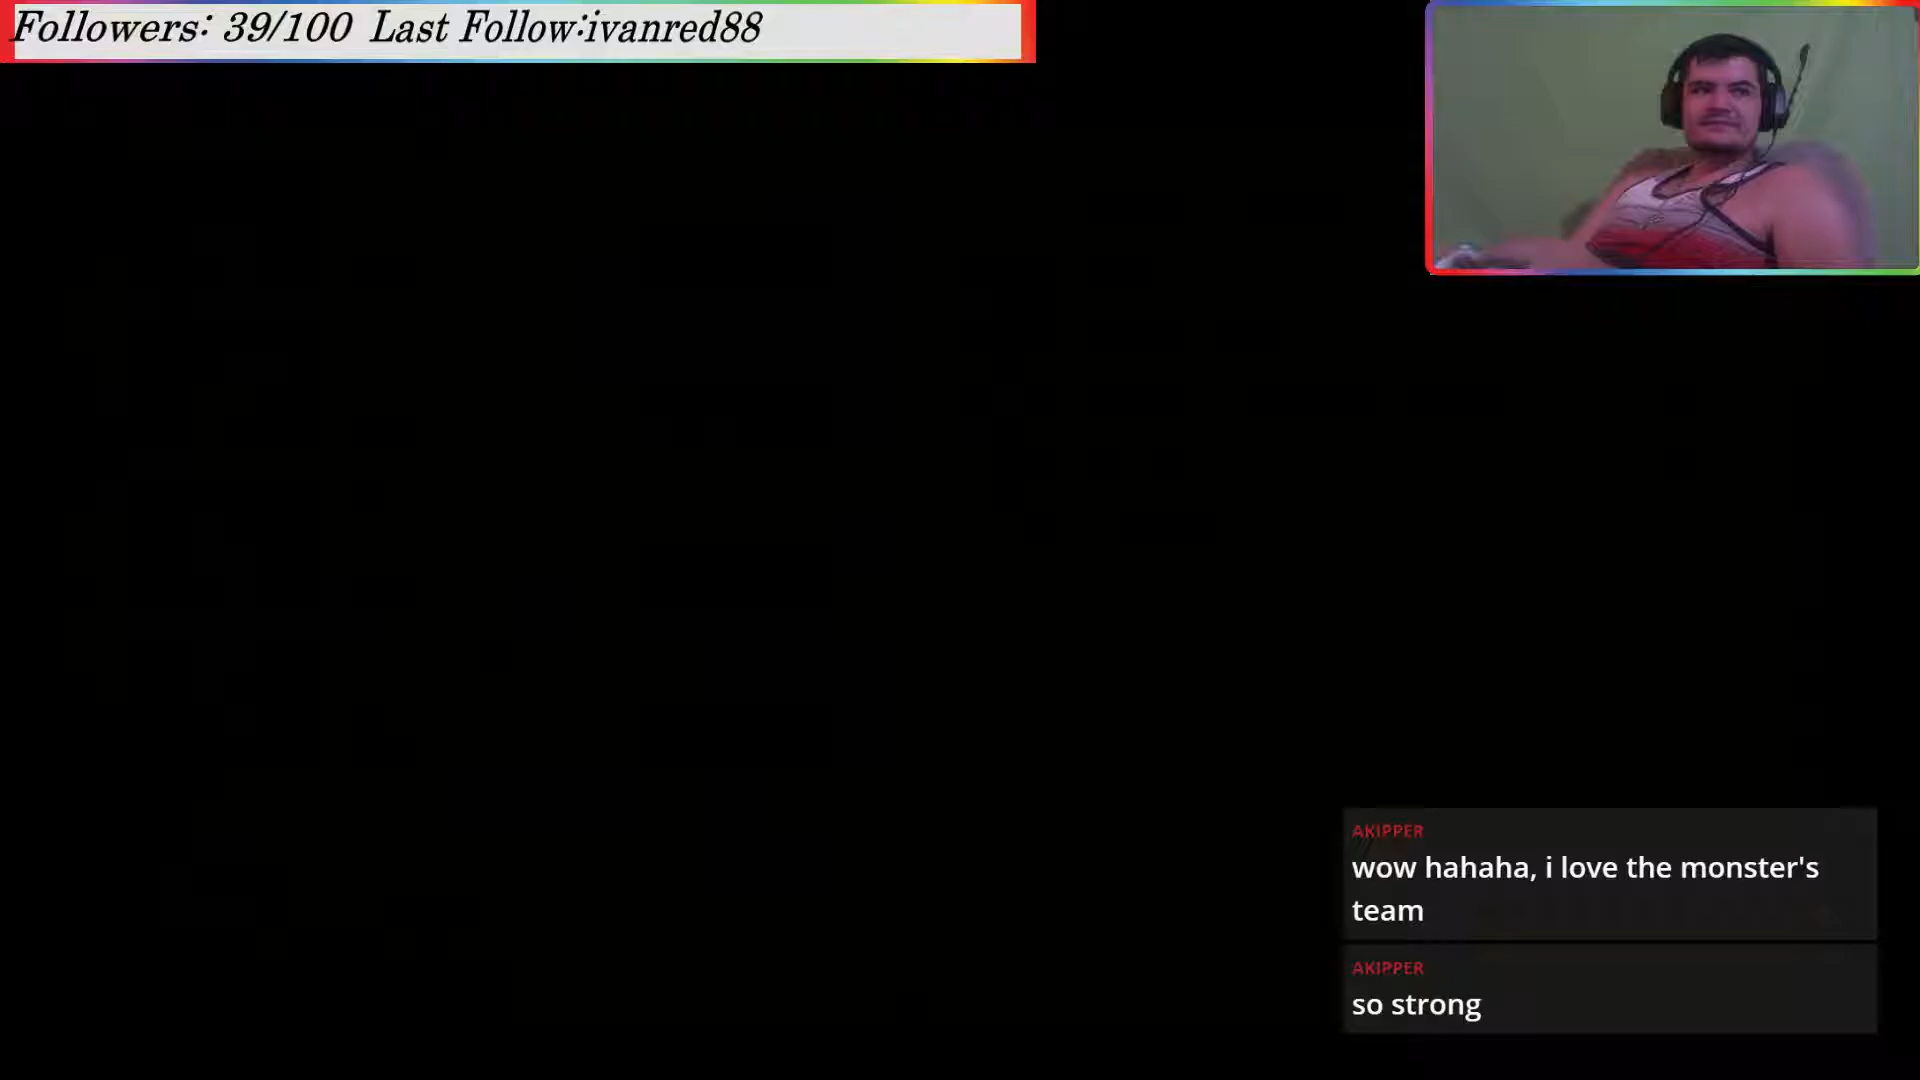 Followers: 39/100 Last Follow:ivanred88
AKIPPER
wow hahaha, i love the monster's
team
AKIPPER
so strong